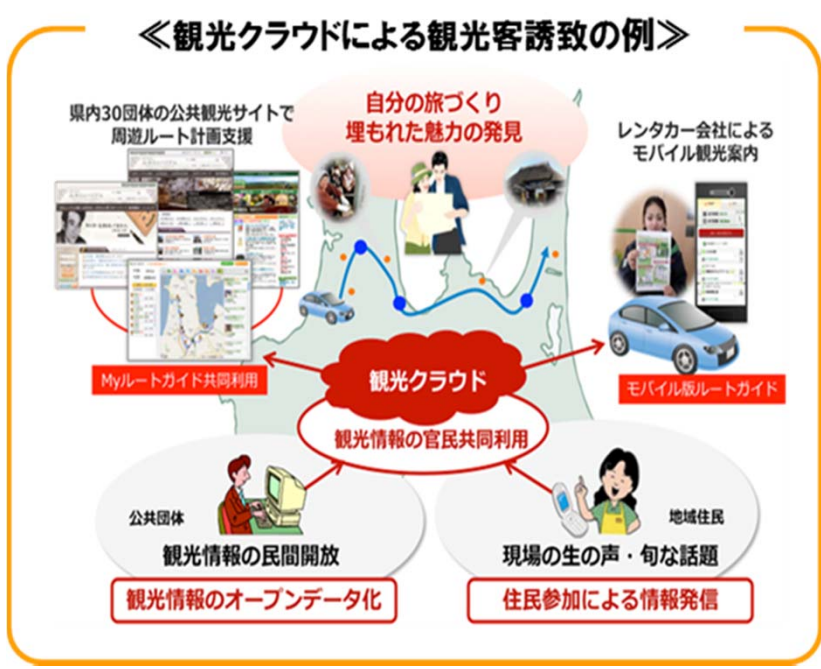 ≪観光クラウドによる観光客誘致の例≫
県内30団体の公共観光サイトで
周遊ルート計画支援
自分の旅づくり
埋もれた魅力の発見
レンタカー会社による
モバイル観光案内
Myルートガイド共同利用
観光クラウド
モバイル版ルートガイド
観光情報の官民共同利用
公共団体
観光情報の民間開放
観光情報のオープンデータ化
地域住民
現場の生の声・旬な話題
住民参加による情報発信